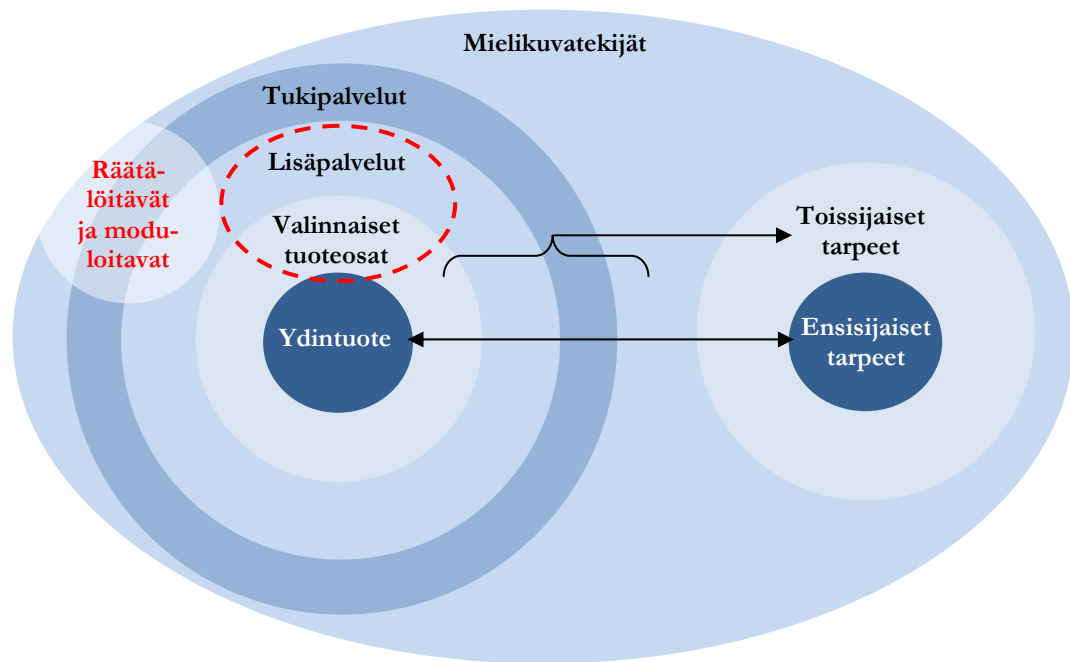 Mielikuvatekijät
Tukipalvelut
Lisäpalvelut
Räätä-
löitävät
ja modu-
loitavat
Valinnaiset
tuoteosat
Ydintuote
Toissijaiset
tarpeet
Ensisijaiset
tarpeet